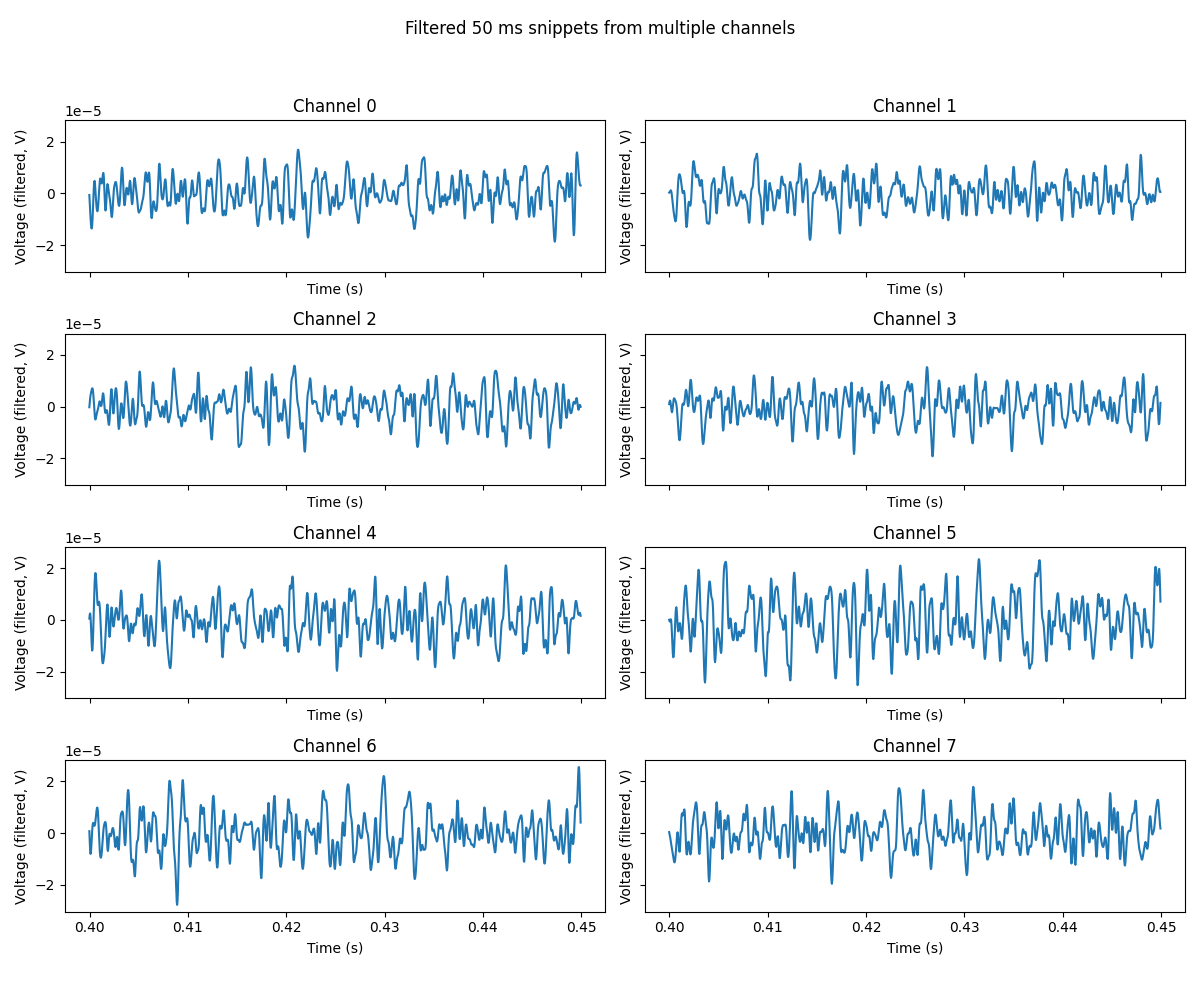 Filtered 50 ms snippets from multiple channels
Channel 0
Channel 1
1e−5
Voltage (filtered, V)
2
0
−2
Time (s)
Voltage (filtered, V)
Time (s)
Channel 2
Channel 3
1e−5
Voltage (filtered, V)
2
0
−2
Time (s)
Voltage (filtered, V)
Time (s)
Channel 4
Channel 5
1e−5
Voltage (filtered, V)
2
0
−2
Time (s)
Voltage (filtered, V)
Time (s)
Channel 6
Channel 7
1e−5
Voltage (filtered, V)
2
0
−2
0.40 0.41 0.42 0.43 0.44 0.45
Time (s)
Voltage (filtered, V)
0.40 0.41 0.42 0.43 0.44 0.45
Time (s)